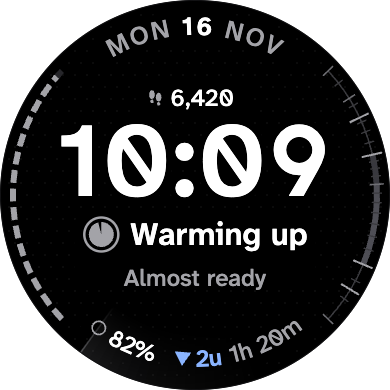 MON 16 NOV
6,420
10:09
Warming up
Almost ready
82% ▼2u 1h 20m